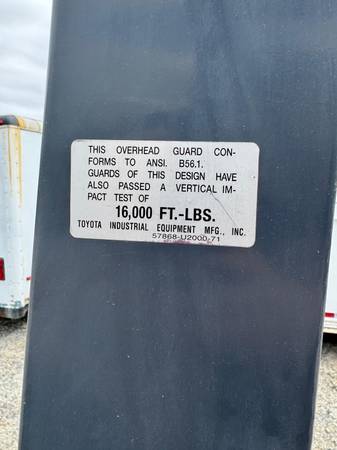 THIS OVERHEAD GUARD CON-
FORMS TO ANSI. B56.1.
GUARDS OF THIS DESIGN HAVE
ALSO PASSED A VERTICAL IM-
PACT TEST OF
16,000 FT.-LBS.
TOYOTA INDUSTRIAL EQUIPMENT MFG., INC.
57868-U2000-71